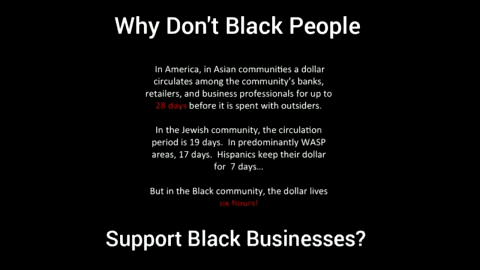 Why Don't Black People
In America, in Asian communities a dollar
circulates among the community's banks,
retailers, and business professionals for up to
28 days before it is spent with outsiders.
In the Jewish community, the circulation
period is 19 days. In predominantly WASP
areas, 17 days. Hispanics keep their dollar
for 7 days...
But in the Black community, the dollar lives
six hours!
Support Black Businesses?